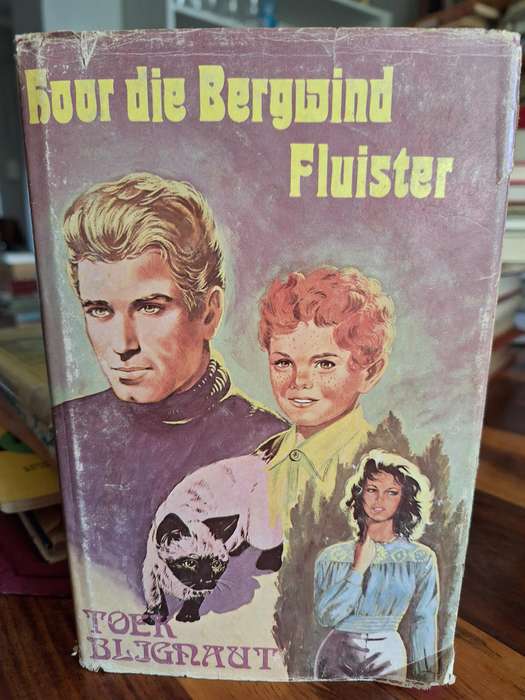 Hoor die Bergwind
Fluister
TOEK
BLIGNAUT